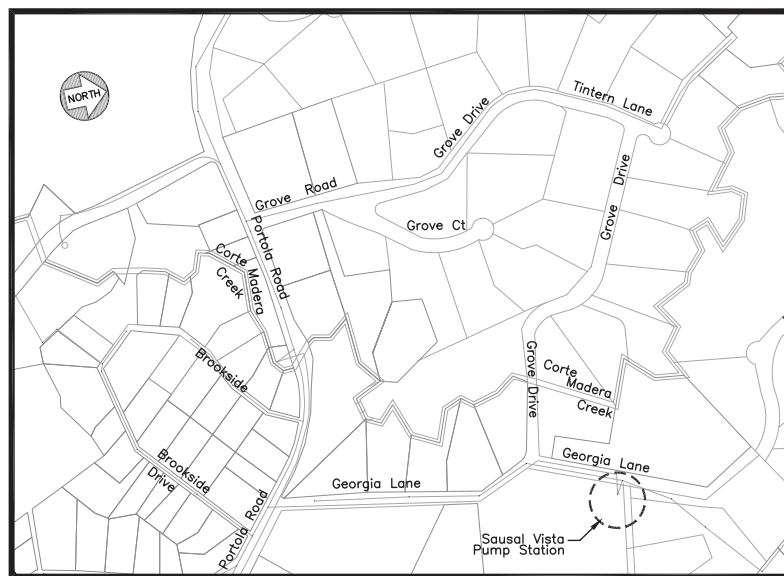 NORTH
Tintern Lane
Grove Drive
Grove Road
Grove Drive
Grove Ct
Portola Road
Corte Madera
Creek
Brookside
Grove Drive
Corte
Madera
Creek
Georgia Lane
Georgia Lane
Brookside
Drive
Portola Road
Sausal Vista
Pump Station